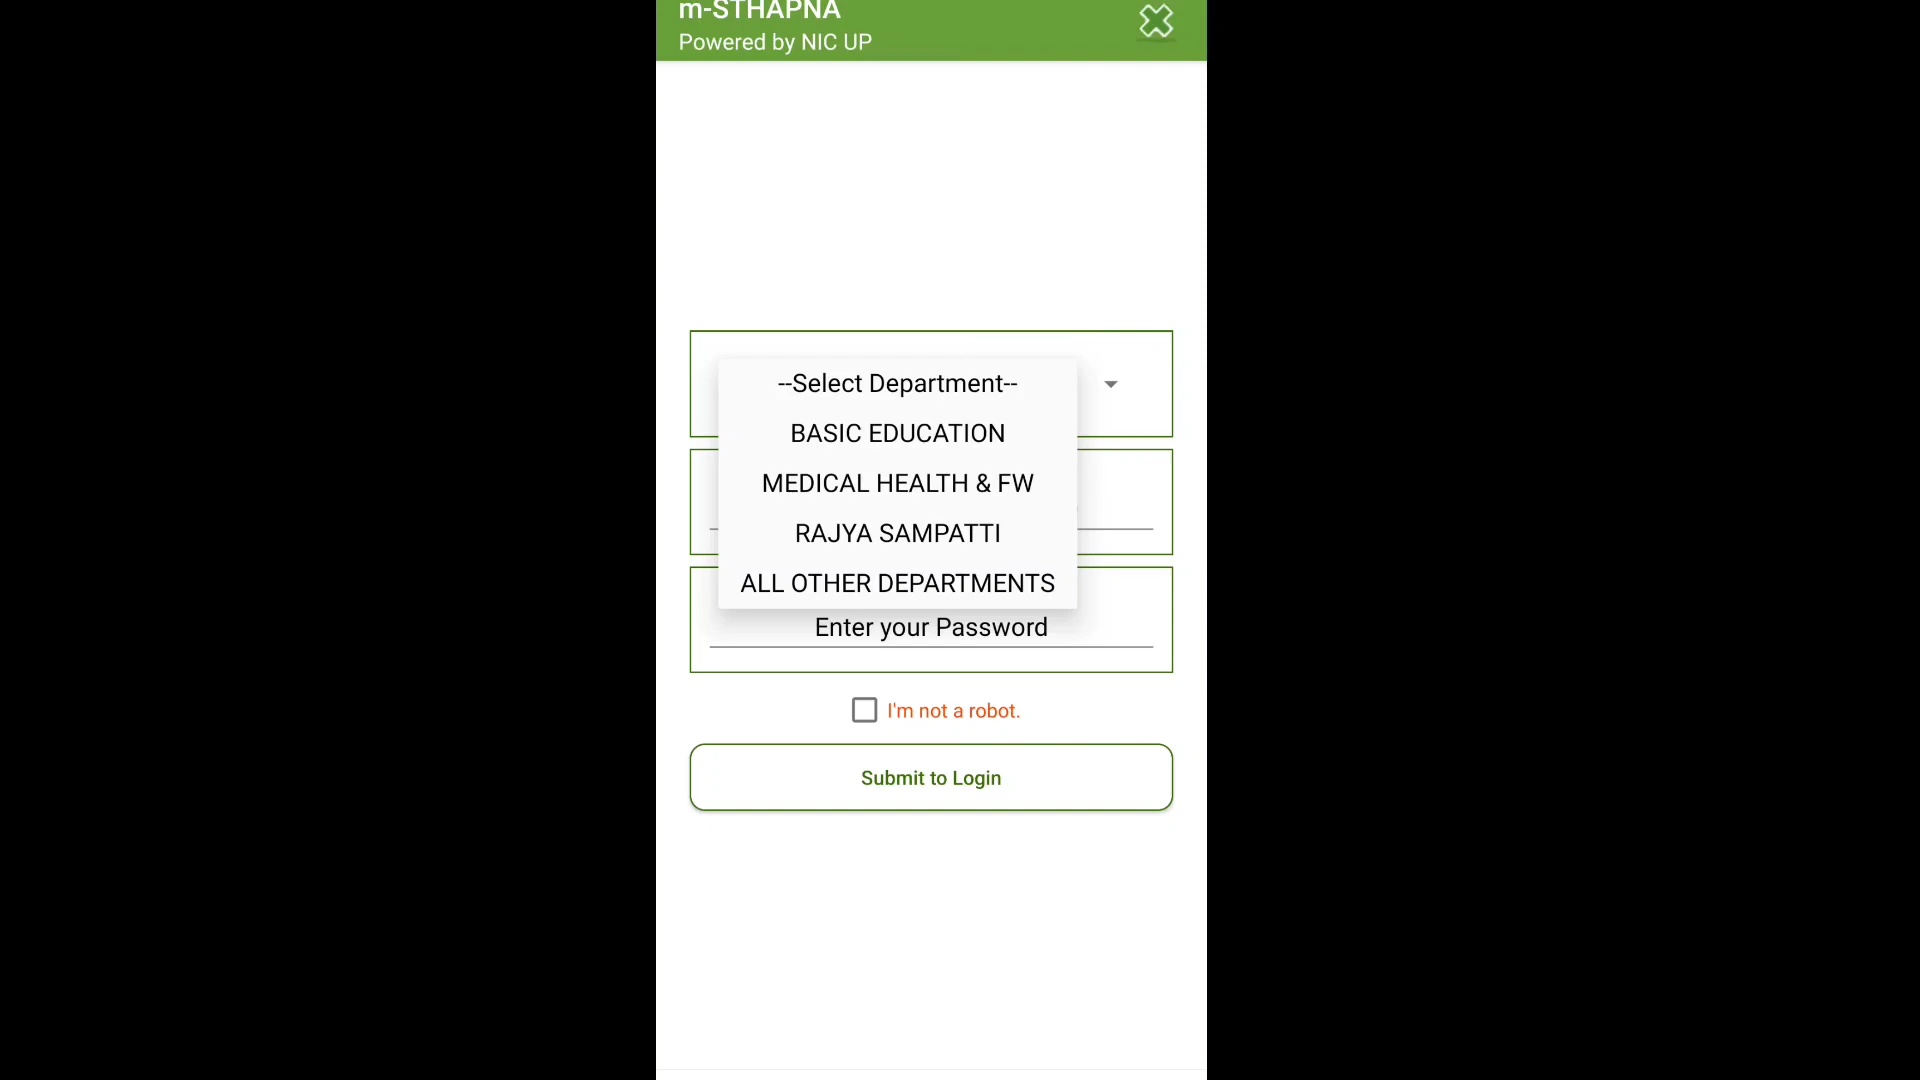 m-STHAPNA
Powered by NIC UP
--Select Department--
BASIC EDUCATION
MEDICAL HEALTH & FW
RAJYA SAMPATTI
ALL OTHER DEPARTMENTS
Enter your Password
I'm not a robot.
Submit to Login